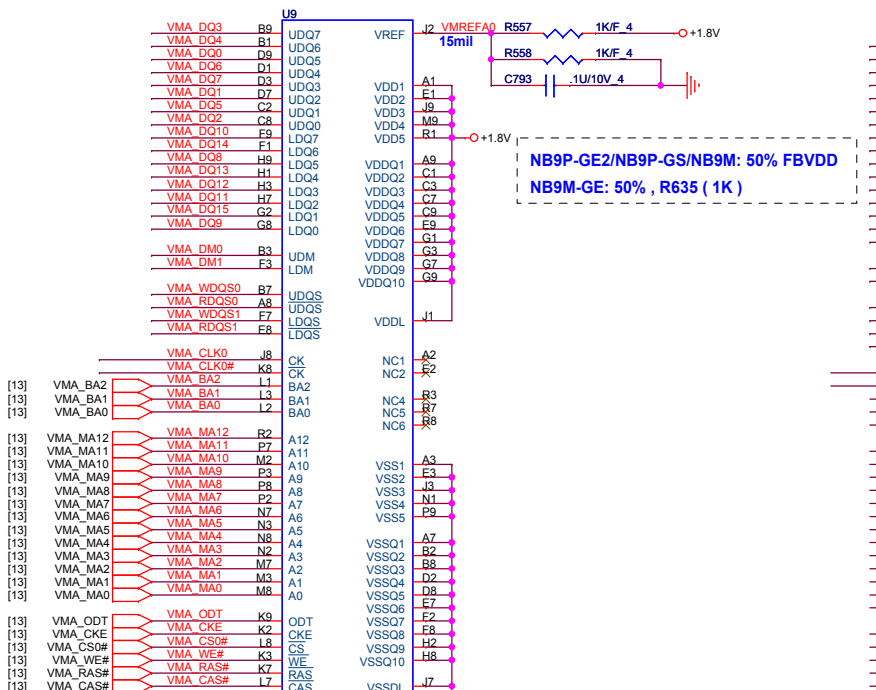 U9
VMA_DQ3 B9 UDQ7 VREF J2 VMREFA0 R557 1K/F_4 +1.8V
15mil
VMA_DQ4 B1 UDQ6
VMA_DQ0 D9 UDQ5 R558 1K/F_4
VMA_DQ6 D1 UDQ4
VMA_DQ7 D3 UDQ3 VDD1 A1 C793 .1U/10V_4
VMA_DQ1 D7 UDQ2 VDD2 E1
VMA_DQ5 C2 UDQ1 VDD3 J9
VMA_DQ2 C8 UDQ0 VDD4 M9
VMA_DQ10 F9 LDQ7 VDD5 R1 +1.8V
VMA_DQ14 F1 LDQ6
VMA_DQ8 H9 LDQ5 VDDQ1 A9 NB9P-GE2/NB9P-GS/NB9M: 50% FBVDD
VMA_DQ13 H1 LDQ4 VDDQ2 C1
VMA_DQ12 H3 LDQ3 VDDQ3 C3 NB9M-GE: 50% , R635 ( 1K )
VMA_DQ11 H7 LDQ2 VDDQ4 C7
VMA_DQ15 G2 LDQ1 VDDQ5 C9
VMA_DQ9 G8 LDQ0 VDDQ6 E9
VDDQ7 G1
VMA_DM0 B3 UDM VDDQ8 G3
VMA_DM1 F3 LDM VDDQ9 G7
VDDQ10 G9
VMA_WDQS0 B7 UDQS
VMA_RDQS0 A8 UDQS
VMA_WDQS1 F7 LDQS VDDL J1
VMA_RDQS1 E8 LDQS
VMA_CLK0 J8 CK NC1 A2
VMA_CLK0# K8 CK NC2 E2
[13] VMA_BA2 VMA_BA2 L1 BA2
[13] VMA_BA1 VMA_BA1 L3 BA1 NC4 R3
[13] VMA_BA0 VMA_BA0 L2 BA0 NC5 R7
NC6 R8
[13] VMA_MA12 VMA_MA12 R2 A12
[13] VMA_MA11 VMA_MA11 P7 A11
[13] VMA_MA10 VMA_MA10 M2 A10 VSS1 A3
[13] VMA_MA9 VMA_MA9 P3 A9 VSS2 E3
[13] VMA_MA8 VMA_MA8 P8 A8 VSS3 J3
[13] VMA_MA7 VMA_MA7 P2 A7 VSS4 N1
[13] VMA_MA6 VMA_MA6 N7 A6 VSS5 P9
[13] VMA_MA5 VMA_MA5 N3 A5
[13] VMA_MA4 VMA_MA4 N8 A4 VSSQ1 A7
[13] VMA_MA3 VMA_MA3 N2 A3 VSSQ2 B2
[13] VMA_MA2 VMA_MA2 M7 A2 VSSQ3 B8
[13] VMA_MA1 VMA_MA1 M3 A1 VSSQ4 D2
[13] VMA_MA0 VMA_MA0 M8 A0 VSSQ5 D8
VSSQ6 E7
[13] VMA_ODT VMA_ODT K9 ODT VSSQ7 F2
[13] VMA_CKE VMA_CKE K2 CKE VSSQ8 F8
[13] VMA_CS0# VMA_CS0# L8 CS VSSQ9 H2
[13] VMA_WE# VMA_WE# K3 WE VSSQ10 H8
[13] VMA_RAS# VMA_RAS# K7 RAS
[13] VMA_CAS# VMA_CAS# L7 CAS VSSDL J7